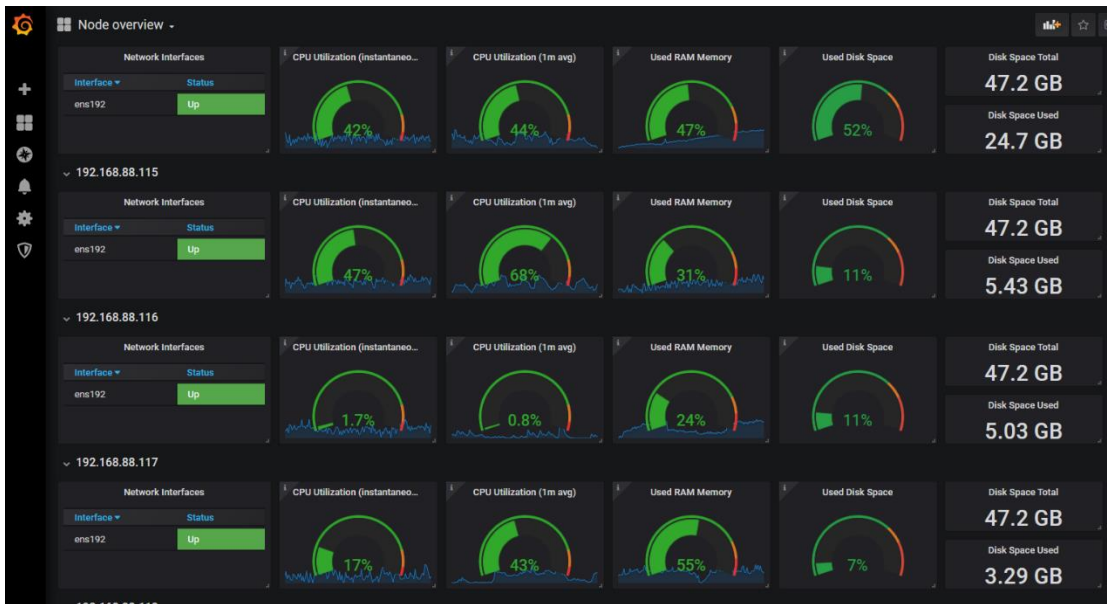 Node overview
Network Interfaces
Interface Status
ens192 Up
CPU Utilization (instantaneo...
42%
CPU Utilization (1m avg)
44%
Used RAM Memory
47%
Used Disk Space
52%
Disk Space Total
47.2 GB
Disk Space Used
24.7 GB
192.168.88.115
Network Interfaces
Interface Status
ens192 Up
CPU Utilization (instantaneo...
47%
CPU Utilization (1m avg)
68%
Used RAM Memory
31%
Used Disk Space
11%
Disk Space Total
47.2 GB
Disk Space Used
5.43 GB
192.168.88.116
Network Interfaces
Interface Status
ens192 Up
CPU Utilization (instantaneo...
1.7%
CPU Utilization (1m avg)
0.8%
Used RAM Memory
24%
Used Disk Space
11%
Disk Space Total
47.2 GB
Disk Space Used
5.03 GB
192.168.88.117
Network Interfaces
Interface Status
ens192 Up
CPU Utilization (instantaneo...
17%
CPU Utilization (1m avg)
43%
Used RAM Memory
55%
Used Disk Space
7%
Disk Space Total
47.2 GB
Disk Space Used
3.29 GB